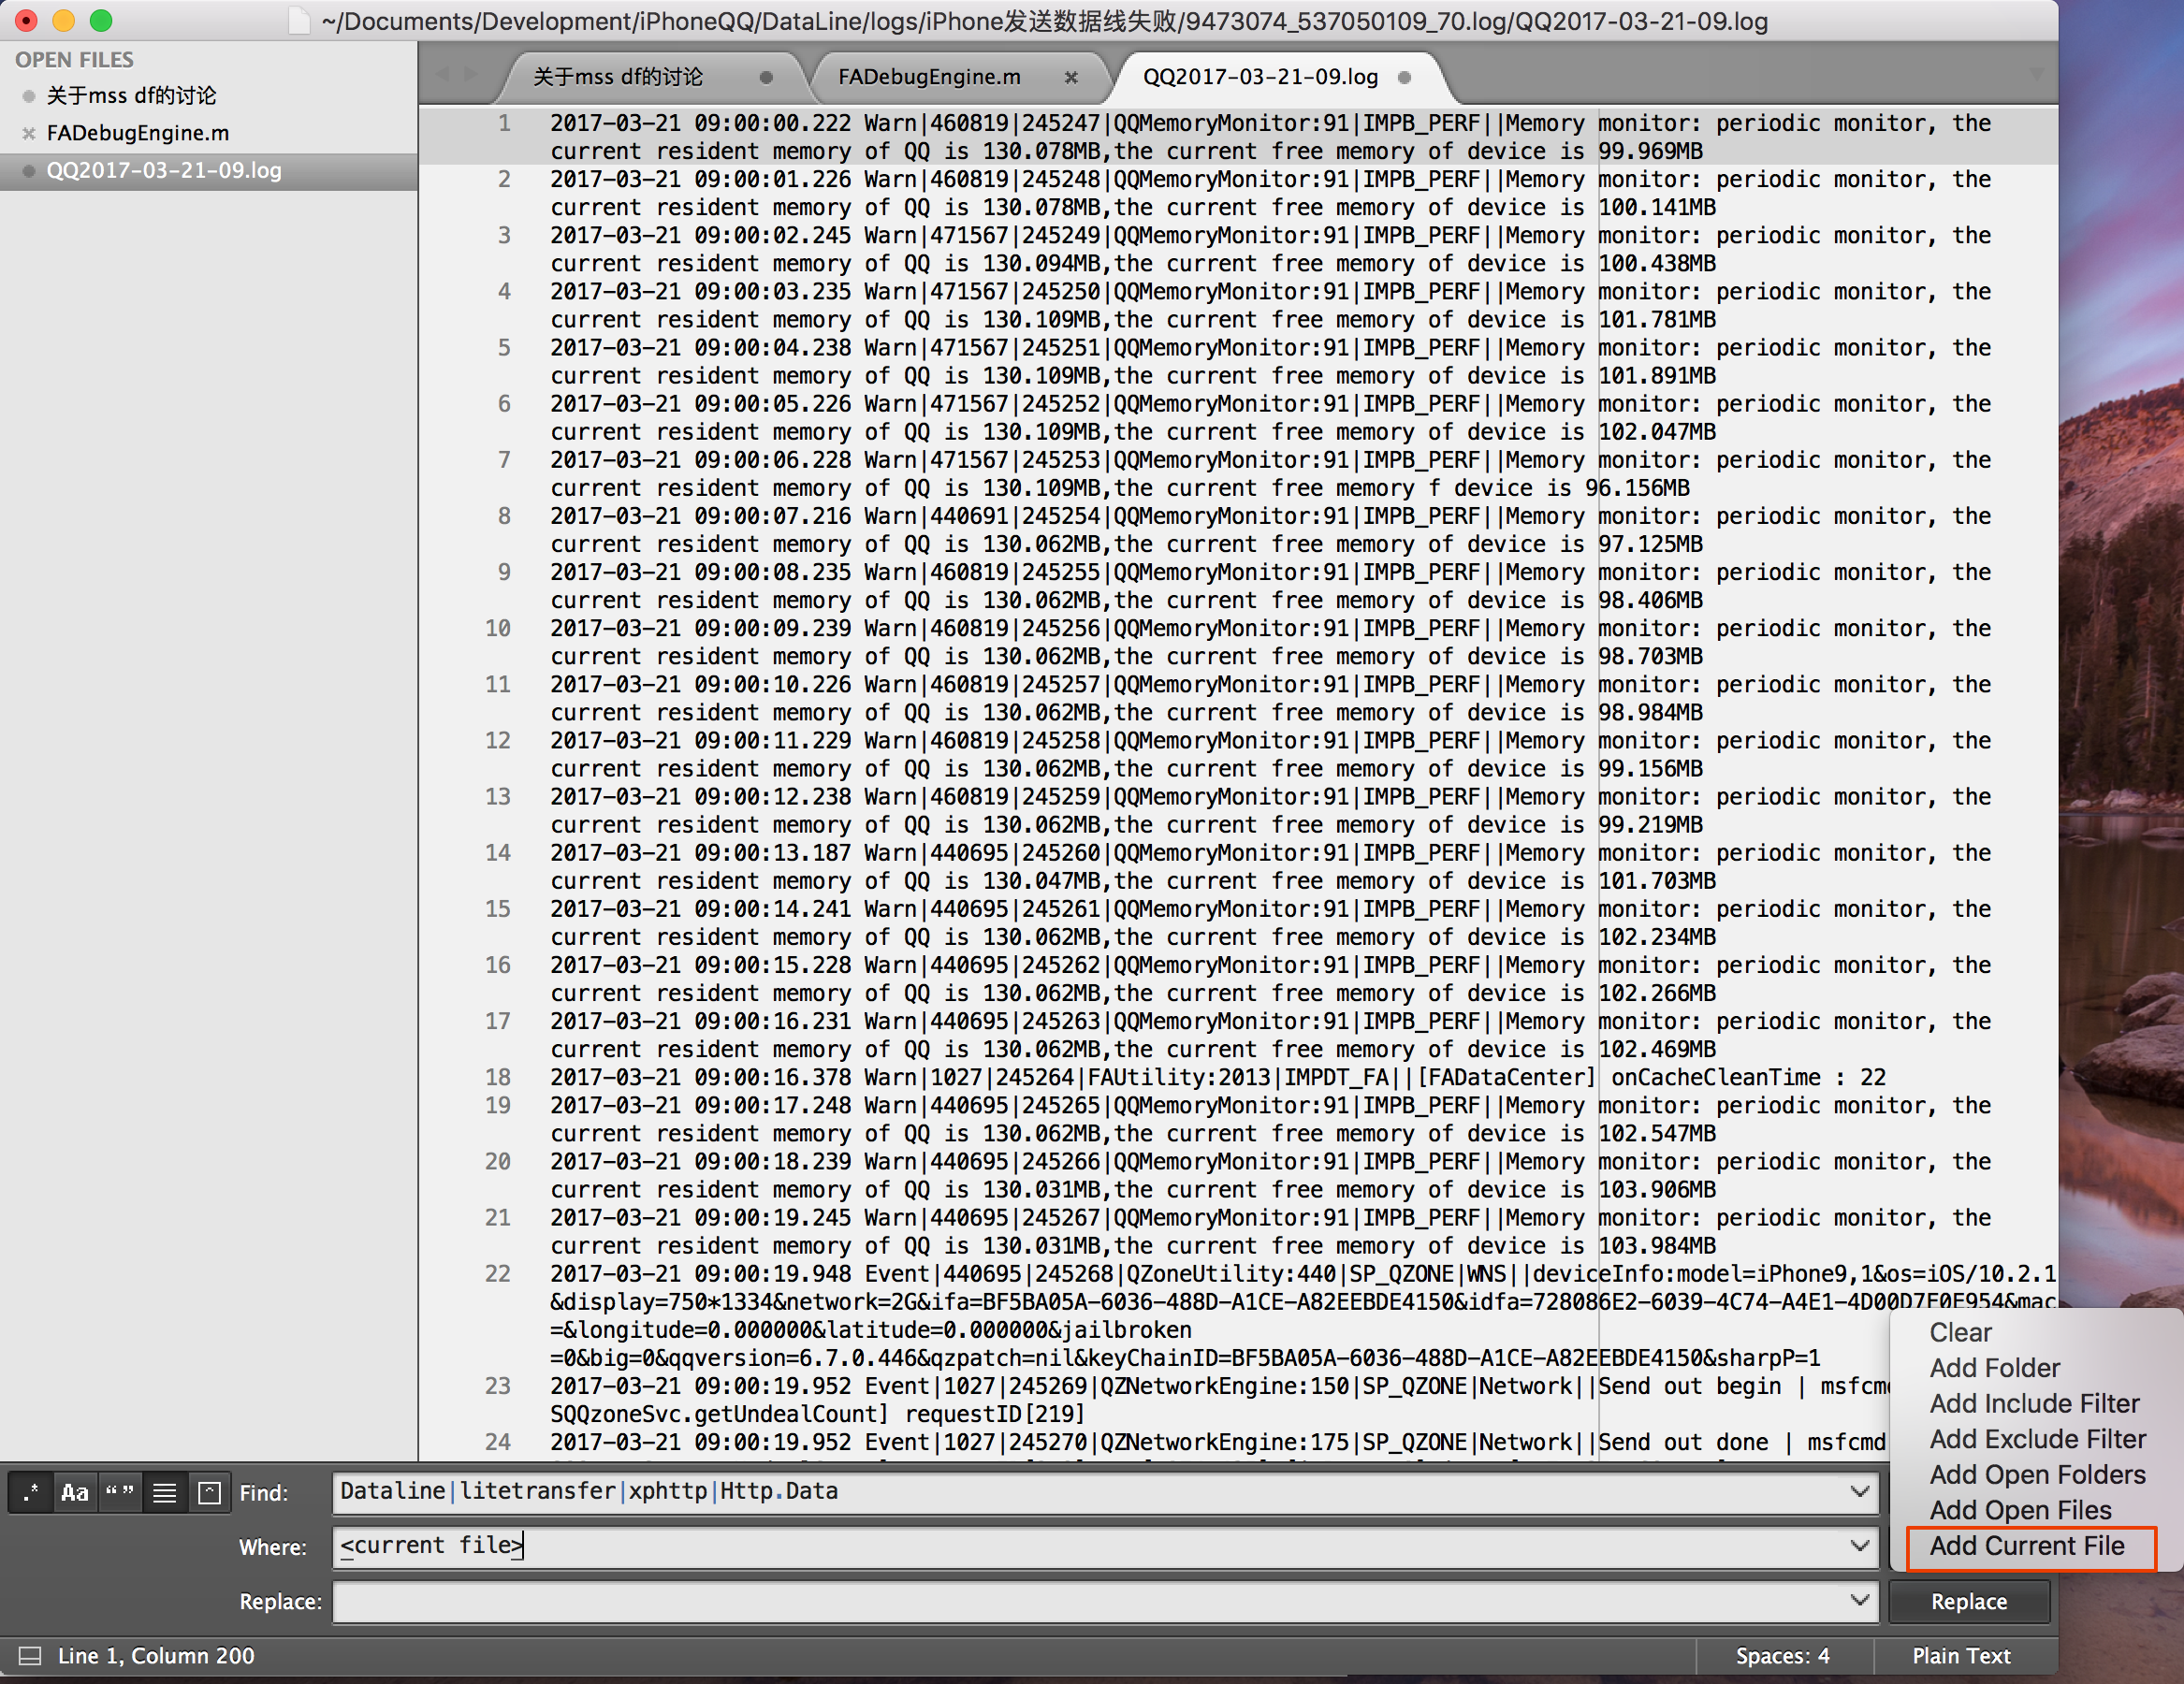 ~/Documents/Development/iPhoneQQ/DataLine/logs/iPhone发送数据线失败/9473074_537050109_70.log/QQ2017-03-21-09.log
OPEN FILES
关于mss df的讨论
FADebugEngine.m
QQ2017-03-21-09.log
关于mss df的讨论
FADebugEngine.m
QQ2017-03-21-09.log
1 2017-03-21 09:00:00.222 Warn|460819|245247|QQMemoryMonitor:91|IMPB_PERF||Memory monitor: periodic monitor, the
current resident memory of QQ is 130.078MB,the current free memory of device is 99.969MB
2 2017-03-21 09:00:01.226 Warn|460819|245248|QQMemoryMonitor:91|IMPB_PERF||Memory monitor: periodic monitor, the
current resident memory of QQ is 130.078MB,the current free memory of device is 100.141MB
3 2017-03-21 09:00:02.245 Warn|471567|245249|QQMemoryMonitor:91|IMPB_PERF||Memory monitor: periodic monitor, the
current resident memory of QQ is 130.094MB,the current free memory of device is 100.438MB
4 2017-03-21 09:00:03.235 Warn|471567|245250|QQMemoryMonitor:91|IMPB_PERF||Memory monitor: periodic monitor, the
current resident memory of QQ is 130.109MB,the current free memory of device is 101.781MB
5 2017-03-21 09:00:04.238 Warn|471567|245251|QQMemoryMonitor:91|IMPB_PERF||Memory monitor: periodic monitor, the
current resident memory of QQ is 130.109MB,the current free memory of device is 101.891MB
6 2017-03-21 09:00:05.226 Warn|471567|245252|QQMemoryMonitor:91|IMPB_PERF||Memory monitor: periodic monitor, the
current resident memory of QQ is 130.109MB,the current free memory of device is 102.047MB
7 2017-03-21 09:00:06.228 Warn|471567|245253|QQMemoryMonitor:91|IMPB_PERF||Memory monitor: periodic monitor, the
current resident memory of QQ is 130.109MB,the current free memory f device is 96.156MB
8 2017-03-21 09:00:07.216 Warn|440691|245254|QQMemoryMonitor:91|IMPB_PERF||Memory monitor: periodic monitor, the
current resident memory of QQ is 130.062MB,the current free memory of device is 97.125MB
9 2017-03-21 09:00:08.235 Warn|460819|245255|QQMemoryMonitor:91|IMPB_PERF||Memory monitor: periodic monitor, the
current resident memory of QQ is 130.062MB,the current free memory of device is 98.406MB
10 2017-03-21 09:00:09.239 Warn|460819|245256|QQMemoryMonitor:91|IMPB_PERF||Memory monitor: periodic monitor, the
current resident memory of QQ is 130.062MB,the current free memory of device is 98.703MB
11 2017-03-21 09:00:10.226 Warn|460819|245257|QQMemoryMonitor:91|IMPB_PERF||Memory monitor: periodic monitor, the
current resident memory of QQ is 130.062MB,the current free memory of device is 98.984MB
12 2017-03-21 09:00:11.229 Warn|460819|245258|QQMemoryMonitor:91|IMPB_PERF||Memory monitor: periodic monitor, the
current resident memory of QQ is 130.062MB,the current free memory of device is 99.156MB
13 2017-03-21 09:00:12.238 Warn|460819|245259|QQMemoryMonitor:91|IMPB_PERF||Memory monitor: periodic monitor, the
current resident memory of QQ is 130.062MB,the current free memory of device is 99.219MB
14 2017-03-21 09:00:13.187 Warn|440695|245260|QQMemoryMonitor:91|IMPB_PERF||Memory monitor: periodic monitor, the
current resident memory of QQ is 130.047MB,the current free memory of device is 101.703MB
15 2017-03-21 09:00:14.241 Warn|440695|245261|QQMemoryMonitor:91|IMPB_PERF||Memory monitor: periodic monitor, the
current resident memory of QQ is 130.062MB,the current free memory of device is 102.234MB
16 2017-03-21 09:00:15.228 Warn|440695|245262|QQMemoryMonitor:91|IMPB_PERF||Memory monitor: periodic monitor, the
current resident memory of QQ is 130.062MB,the current free memory of device is 102.266MB
17 2017-03-21 09:00:16.231 Warn|440695|245263|QQMemoryMonitor:91|IMPB_PERF||Memory monitor: periodic monitor, the
current resident memory of QQ is 130.062MB,the current free memory of device is 102.469MB
18 2017-03-21 09:00:16.378 Warn|1027|245264|FAUtility:2013|IMPDT_FA||[FADataCenter] onCacheCleanTime : 22
19 2017-03-21 09:00:17.248 Warn|440695|245265|QQMemoryMonitor:91|IMPB_PERF||Memory monitor: periodic monitor, the
current resident memory of QQ is 130.062MB,the current free memory of device is 102.547MB
20 2017-03-21 09:00:18.239 Warn|440695|245266|QQMemoryMonitor:91|IMPB_PERF||Memory monitor: periodic monitor, the
current resident memory of QQ is 130.031MB,the current free memory of device is 103.906MB
21 2017-03-21 09:00:19.245 Warn|440695|245267|QQMemoryMonitor:91|IMPB_PERF||Memory monitor: periodic monitor, the
current resident memory of QQ is 130.031MB,the current free memory of device is 103.984MB
22 2017-03-21 09:00:19.948 Event|440695|245268|QZoneUtility:440|SP_QZONE|WNS||deviceInfo:model=iPhone9,1&os=iOS/10.2.1
&display=750*1334&network=2G&ifa=BF5BA05A-6036-488D-A1CE-A82EEBDE4150&idfa=728086E2-6039-4C74-A4E1-4D00D7F0E954&mac
=&longitude=0.000000&latitude=0.000000&jailbroken
=0&big=0&qqversion=6.7.0.446&qzpatch=nil&keyChainID=BF5BA05A-6036-488D-A1CE-A82EEBDE4150&sharpP=1
23 2017-03-21 09:00:19.952 Event|1027|245269|QZNetworkEngine:150|SP_QZONE|Network||Send out begin | msfcmd
SQQzoneSvc.getUndealCount] requestID[219]
24 2017-03-21 09:00:19.952 Event|1027|245270|QZNetworkEngine:175|SP_QZONE|Network||Send out done | msfcmd
Clear
Add Folder
Add Include Filter
Add Exclude Filter
Add Open Folders
Add Open Files
Add Current File
.* Aa “” Find: Dataline|litetransfer|xphttp|Http.Data
Where: <current file>
Replace: Replace
Line 1, Column 200 Spaces: 4 Plain Text